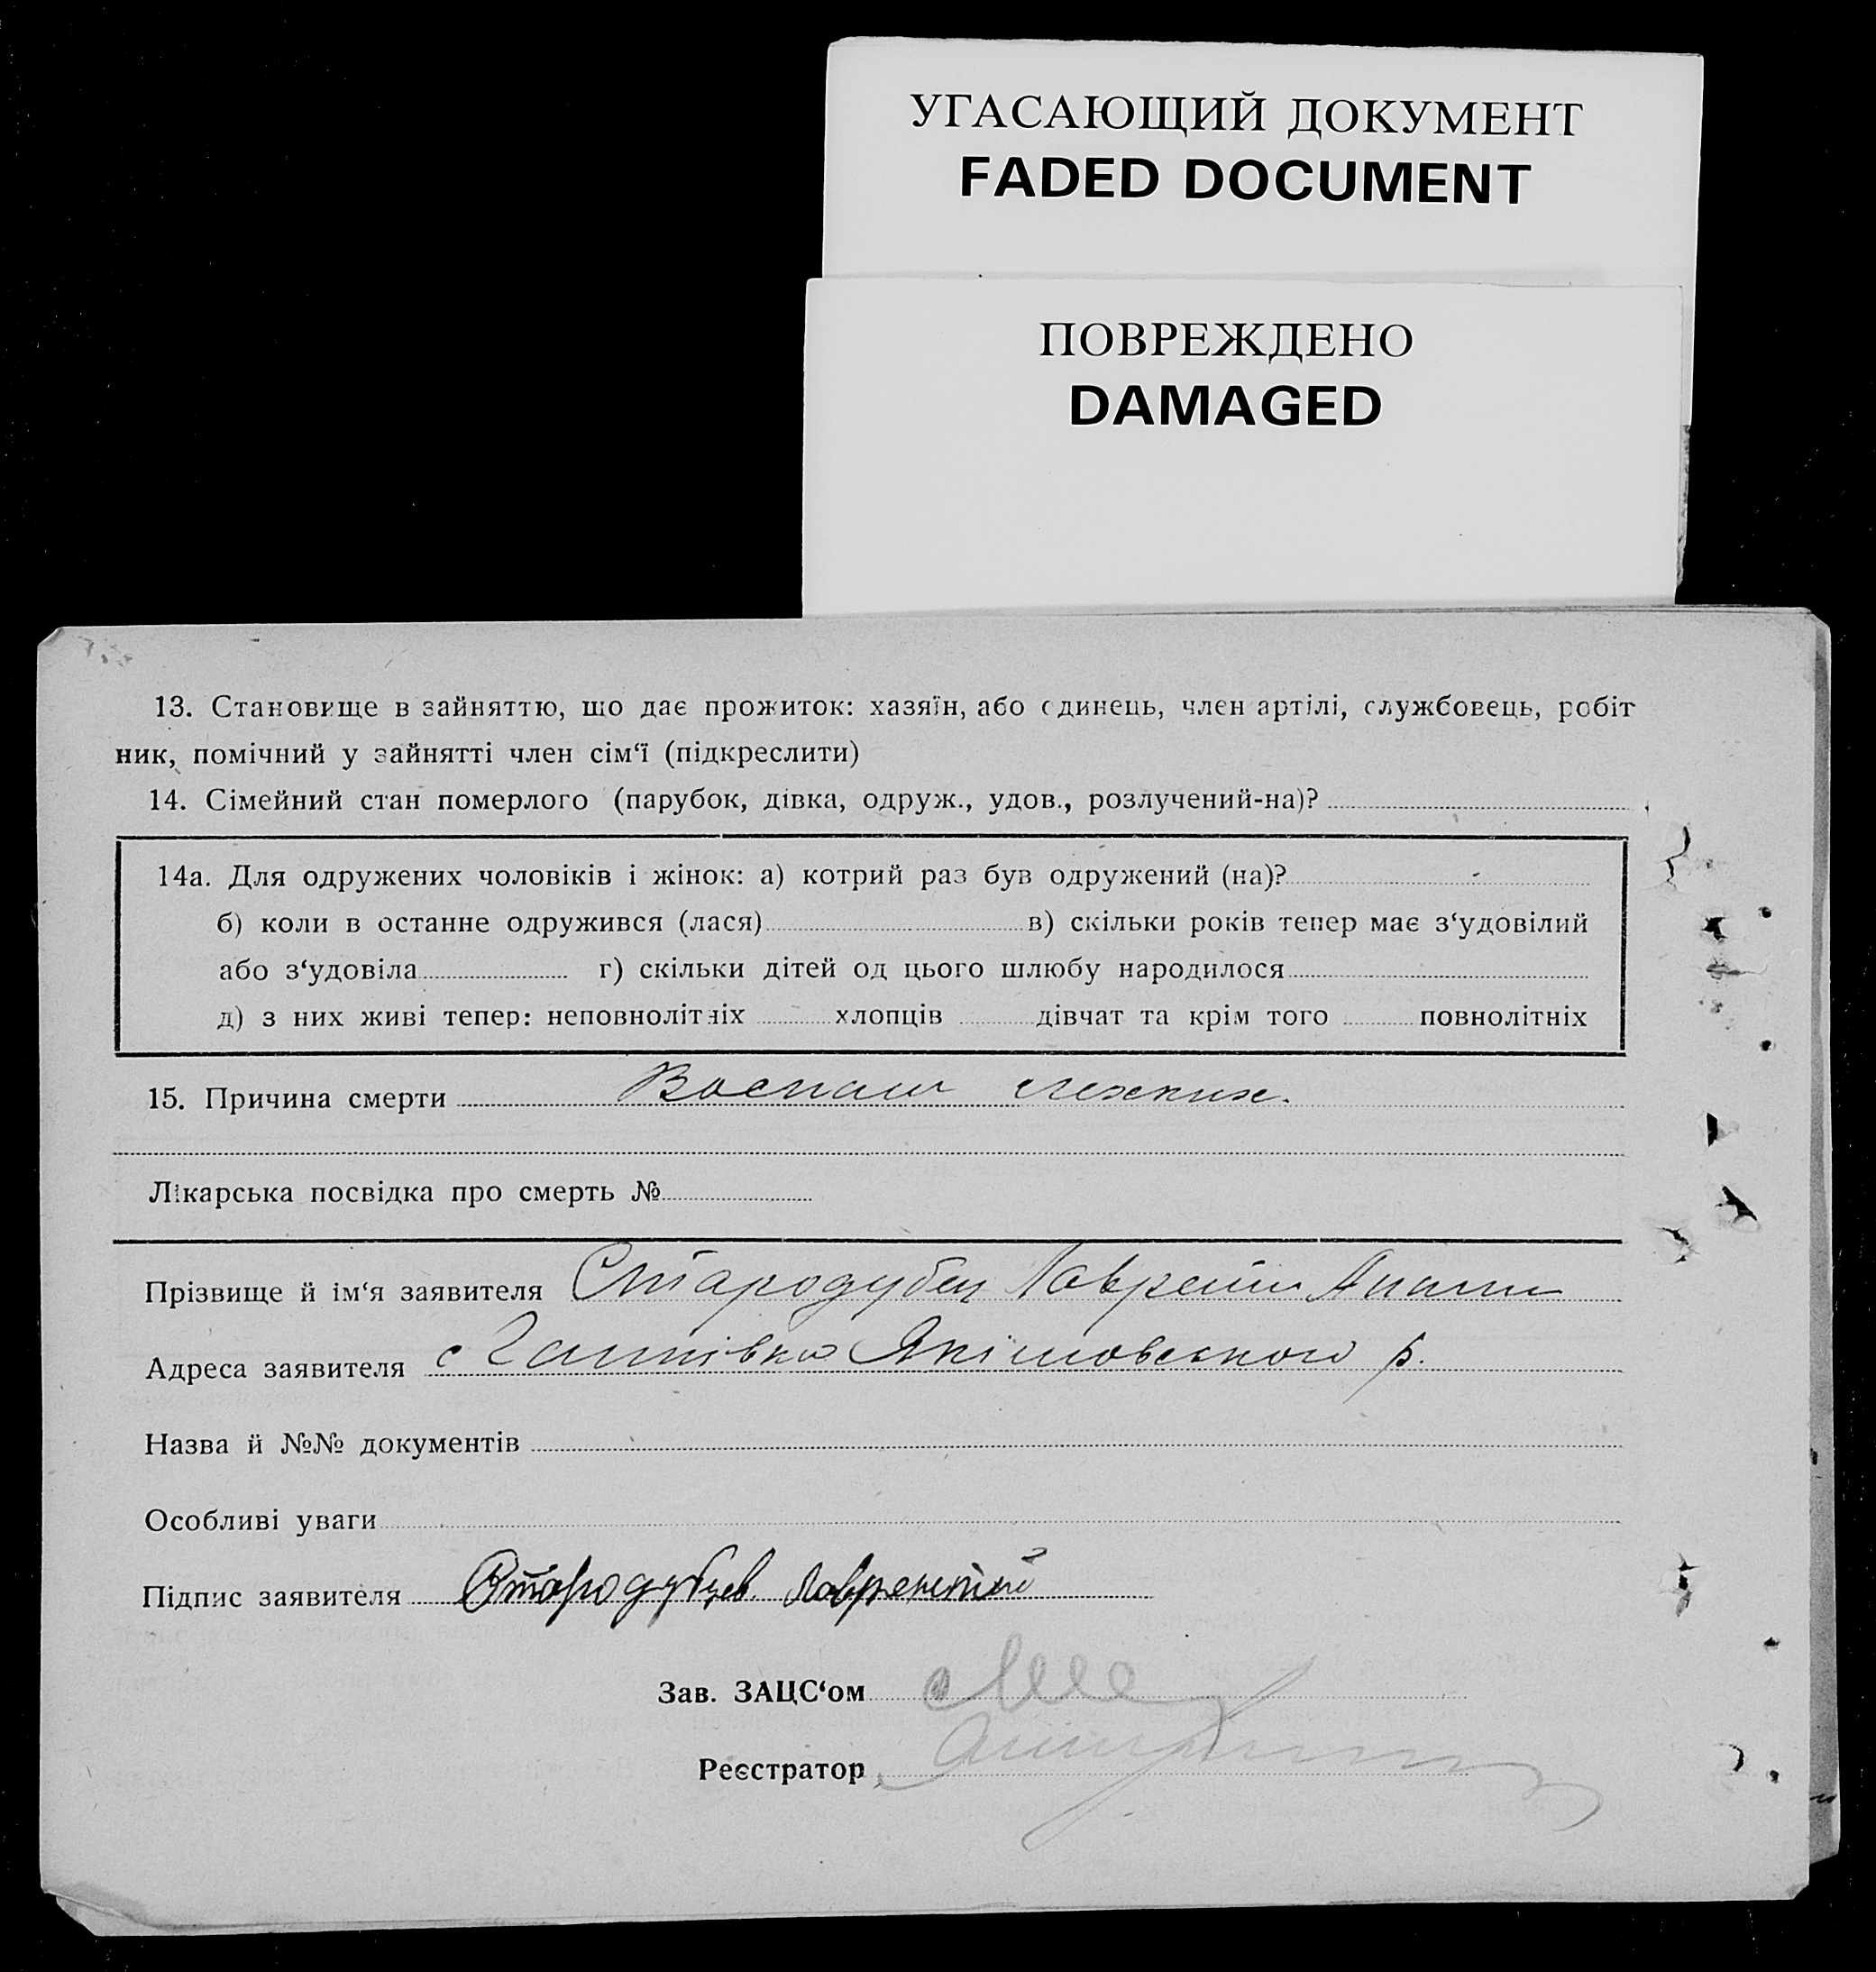 УГАСАЮЩИЙ ДОКУМЕНТ
FADED DOCUMENT
ПОВРЕЖДЕНО
DAMAGED
13. Становище в зайняттю, що дає прожиток: хазяїн, або єдинець, член артілі, службовець, робіт
ник, помічний у зайнятті член сім‘ї (підкреслити)
14. Сімейний стан померлого (парубок, дівка, одруж., удов., розлучений-на)?
14а. Для одружених чоловіків і жінок: а) котрий раз був одружений (на)?
б) коли в останне одружився (лася) в) скільки років тепер має з‘удовілий
або з‘удовіла г) скільки дітей од цього шлюбу народилося
д) з них живі тепер: неповнолітніх хлопців дівчат та крім того повнолітніх
15. Причина смерти
Лікарська посвідка про смерть №
Прізвище й ім‘я заявителя Стародубец
Адреса заявителя с Якімовського р.
Назва й №№ документів
Особливі уваги
Підпис заявителя Стародубцев Лаврентий
Зав. ЗАЦС‘ом
Реєстратор